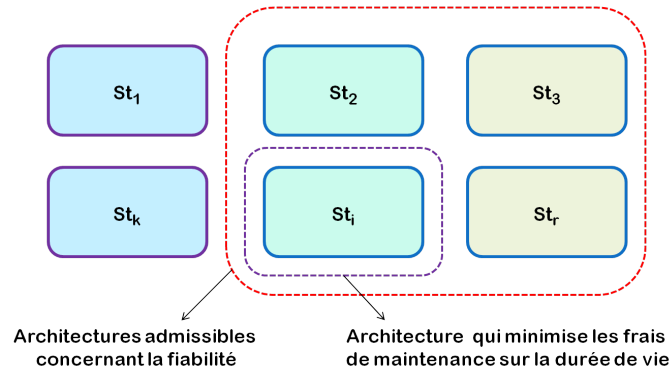 St₁
St₂
St₃
Stₖ
Stᵢ
Stᵣ
Architectures admissibles
concernant la fiabilité
Architecture qui minimise les frais
de maintenance sur la durée de vie